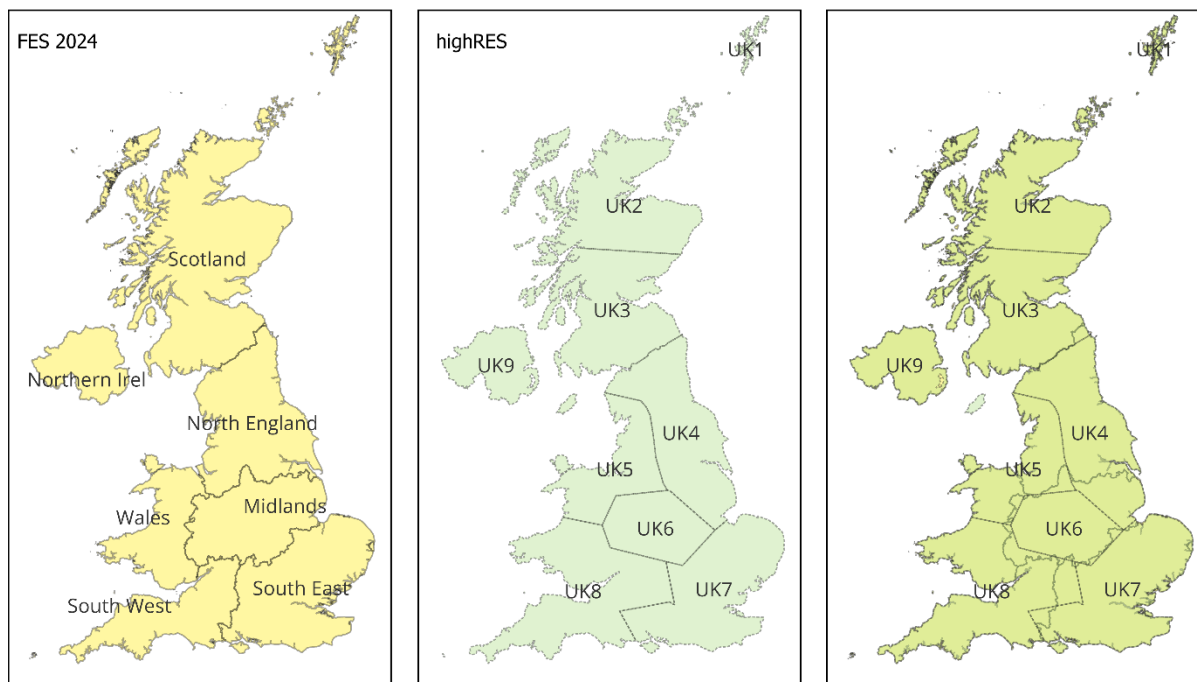 FES 2024
Scotland
Northern Irel
North England
Midlands
Wales
South East
South West
highRES
UK1
UK2
UK3
UK9
UK4
UK5
UK6
UK7
UK8
UK1
UK2
UK3
UK9
UK4
UK5
UK6
UK7
UK8